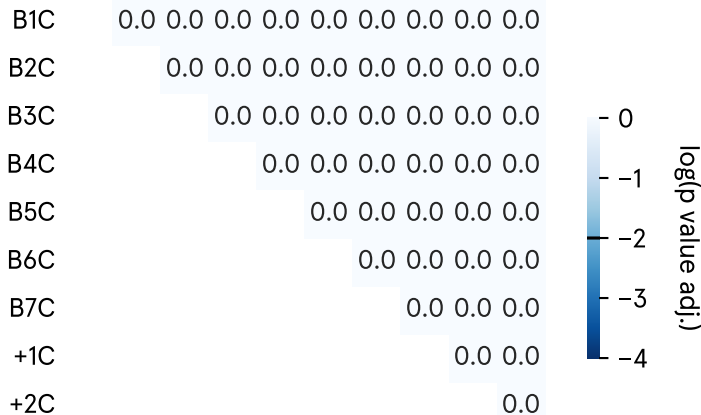 B1C 0.0 0.0 0.0 0.0 0.0 0.0 0.0 0.0 0.0
B2C 0.0 0.0 0.0 0.0 0.0 0.0 0.0 0.0
B3C 0.0 0.0 0.0 0.0 0.0 0.0 0.0
B4C 0.0 0.0 0.0 0.0 0.0 0.0
B5C 0.0 0.0 0.0 0.0 0.0
B6C 0.0 0.0 0.0 0.0
B7C 0.0 0.0 0.0
+1C 0.0 0.0
+2C 0.0
0
−1
−2
−3
−4
log(p value adj.)